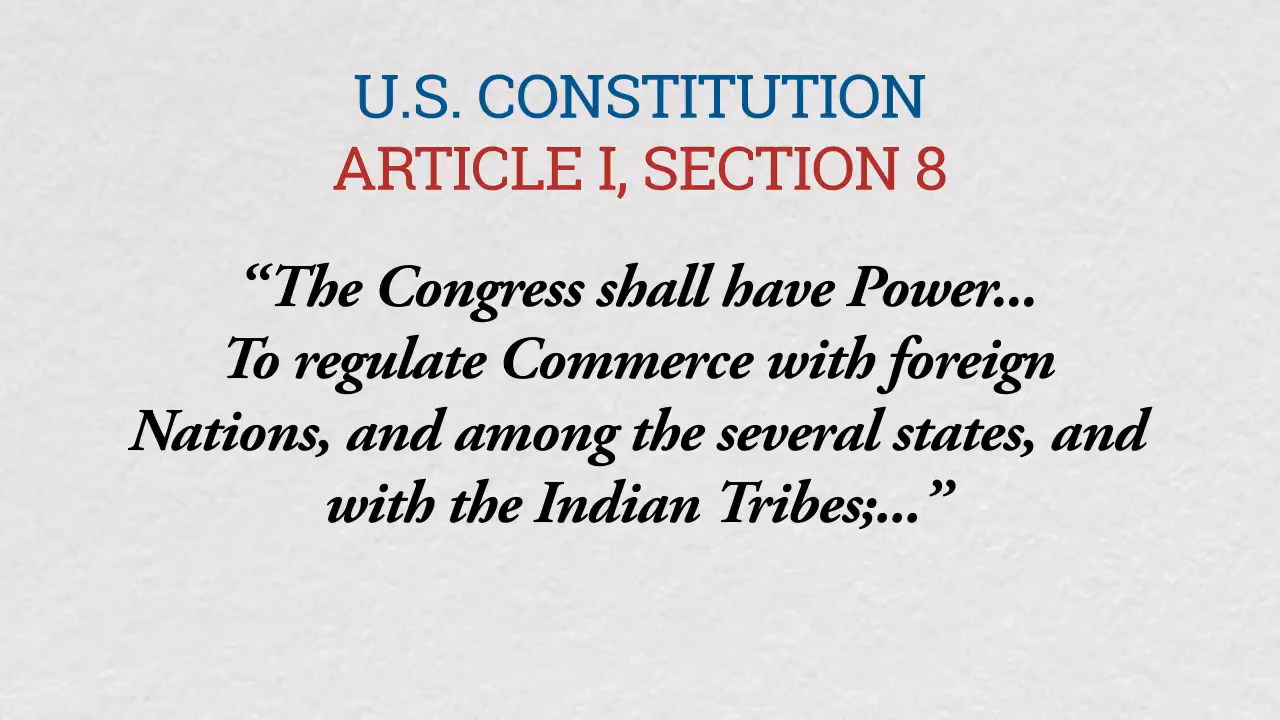 U.S. CONSTITUTION
ARTICLE I, SECTION 8
“The Congress shall have Power...
To regulate Commerce with foreign
Nations, and among the several states, and
with the Indian Tribes;...”